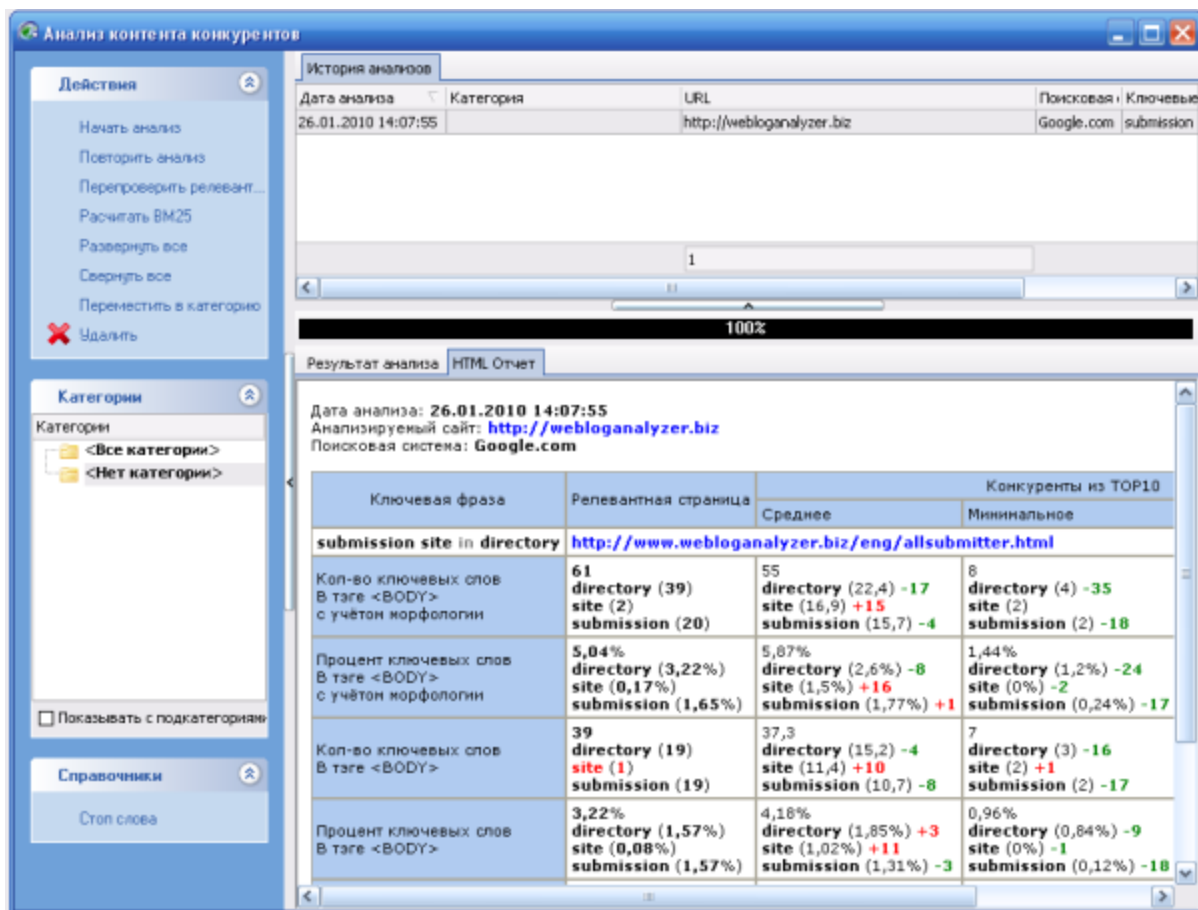 Анализ контента конкурентов
Действия
Начать анализ
Повторить анализ
Перепроверить релевант...
Расчитать BM25
Развернуть все
Свернуть все
Переместить в категорию
Удалить
Категории
Категории
<Все категории>
<Нет категории>
Показывать с подкатегориями
Справочники
Стоп слова
История анализов
Дата анализа Категория URL Поисковая Ключевые
26.01.2010 14:07:55 http://webloganalyzer.biz Google.com submission
1
100%
Результат анализа HTML Отчет
Дата анализа: 26.01.2010 14:07:55
Анализируемый сайт: http://webloganalyzer.biz
Поисковая система: Google.com
Ключевая фраза Релевантная страница Конкуренты из TOP10
Среднее Минимальное
submission site in directory http://www.webloganalyzer.biz/eng/allsubmitter.html
Кол-во ключевых слов 61 55 8
В тэге <BODY> directory (39) directory (22,4) -17 directory (4) -35
с учётом морфологии site (2) site (16,9) +15 site (2)
submission (20) submission (15,7) -4 submission (2) -18
Процент ключевых слов 5,04% 5,87% 1,44%
В тэге <BODY> directory (3,22%) directory (2,6%) -8 directory (1,2%) -24
с учётом морфологии site (0,17%) site (1,5%) +16 site (0%) -2
submission (1,65%) submission (1,77%) +1 submission (0,24%) -17
Кол-во ключевых слов 39 37,3 7
В тэге <BODY> directory (19) directory (15,2) -4 directory (3) -16
site (1) site (11,4) +10 site (2) +1
submission (19) submission (10,7) -8 submission (2) -17
Процент ключевых слов 3,22% 4,18% 0,96%
В тэге <BODY> directory (1,57%) directory (1,85%) +3 directory (0,84%) -9
site (0,08%) site (1,02%) +11 site (0%) -1
submission (1,57%) submission (1,31%) -3 submission (0,12%) -18